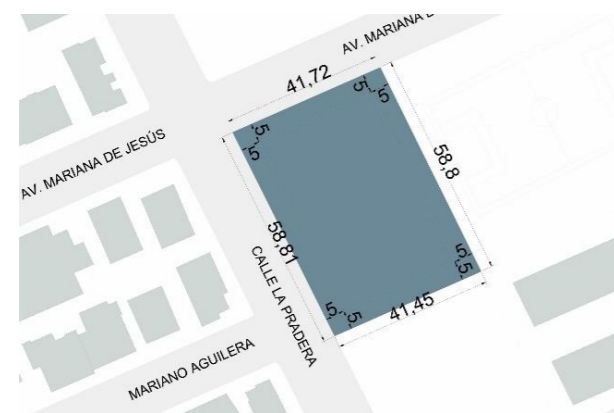 AV. MARIANA D
41,72
5 5
5 5
AV. MARIANA DE JESÚS
58,8
58,81
CALLE LA PRADERA
5 5
5 5
41,45
MARIANO AGUILERA